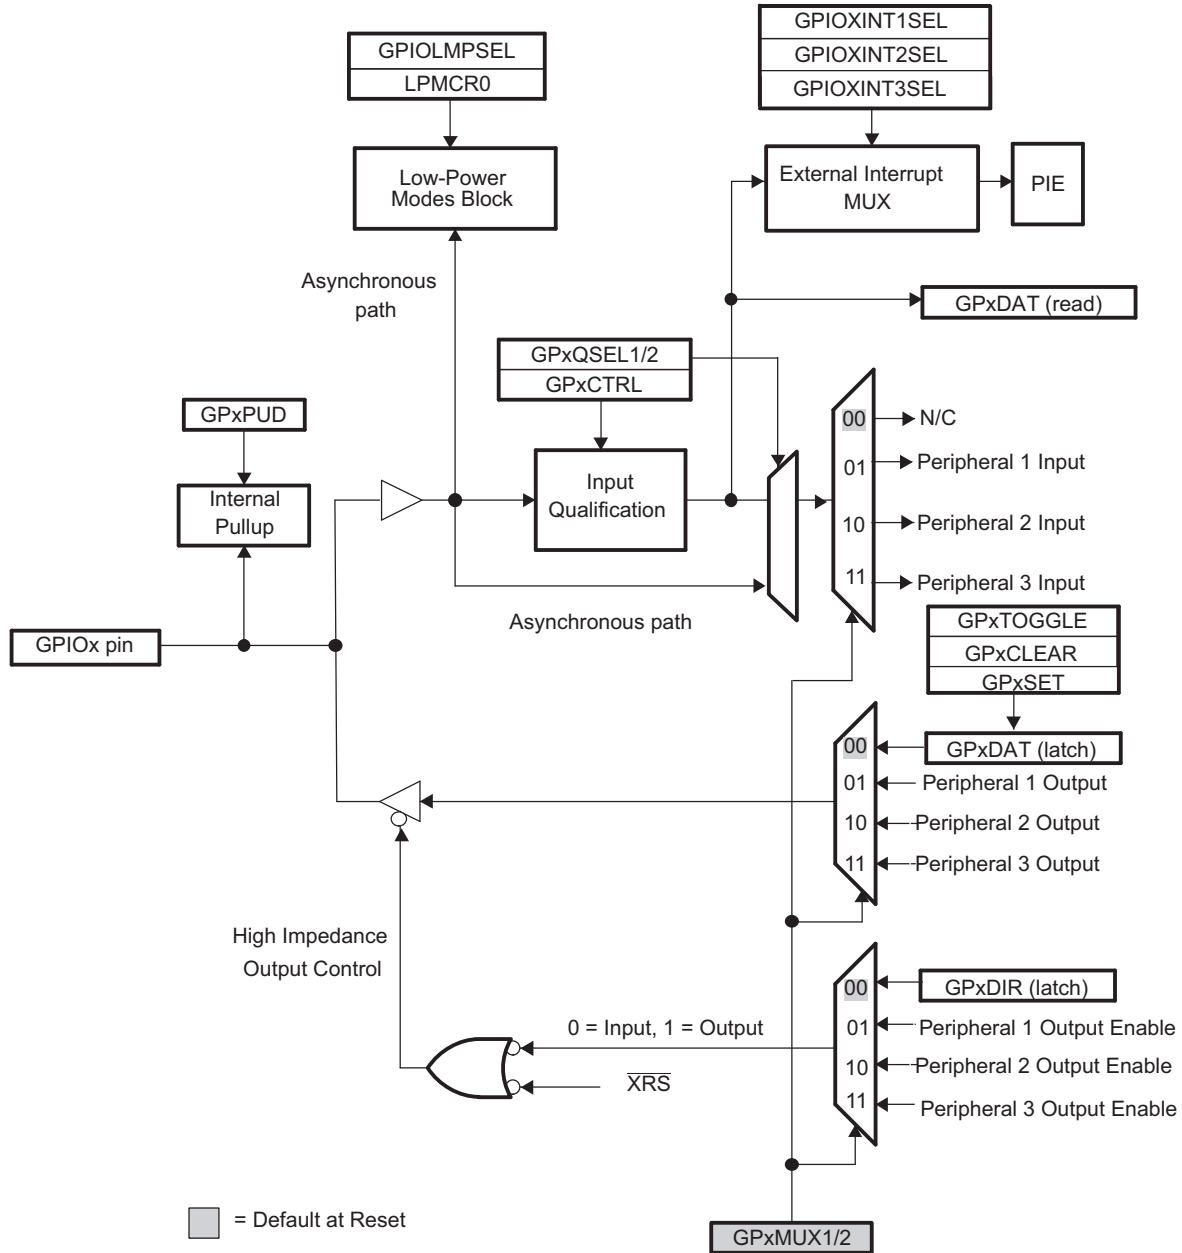 GPIOXINT1SEL
GPIOXINT2SEL
GPIOXINT3SEL
GPIOLMPSEL
LPMCR0
Low-Power
Modes Block
External Interrupt
MUX
PIE
Asynchronous
path
GPxDAT (read)
GPxQSEL1/2
GPxCTRL
GPxPUD
Internal
Pullup
Input
Qualification
00
N/C
01
Peripheral 1 Input
10
Peripheral 2 Input
11
Peripheral 3 Input
Asynchronous path
GPIOx pin
GPxTOGGLE
GPxCLEAR
GPxSET
00
GPxDAT (latch)
01
Peripheral 1 Output
10
Peripheral 2 Output
11
Peripheral 3 Output
High Impedance
Output Control
00
GPxDIR (latch)
0 = Input, 1 = Output
01
Peripheral 1 Output Enable
10
Peripheral 2 Output Enable
XRS
11
Peripheral 3 Output Enable
= Default at Reset
GPxMUX1/2